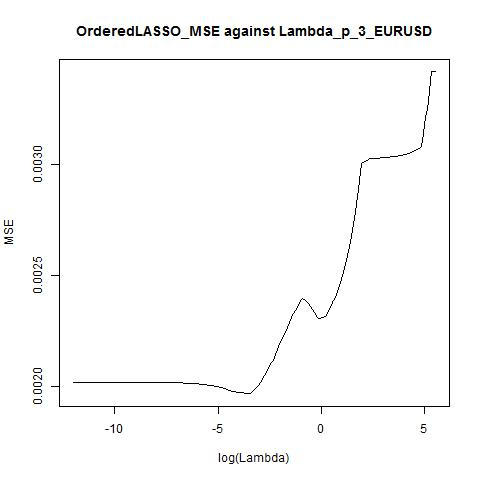 OrderedLASSO_MSE against Lambda_p_3_EURUSD
MSE
0.0030
0.0025
0.0020
-10 -5 0 5
log(Lambda)